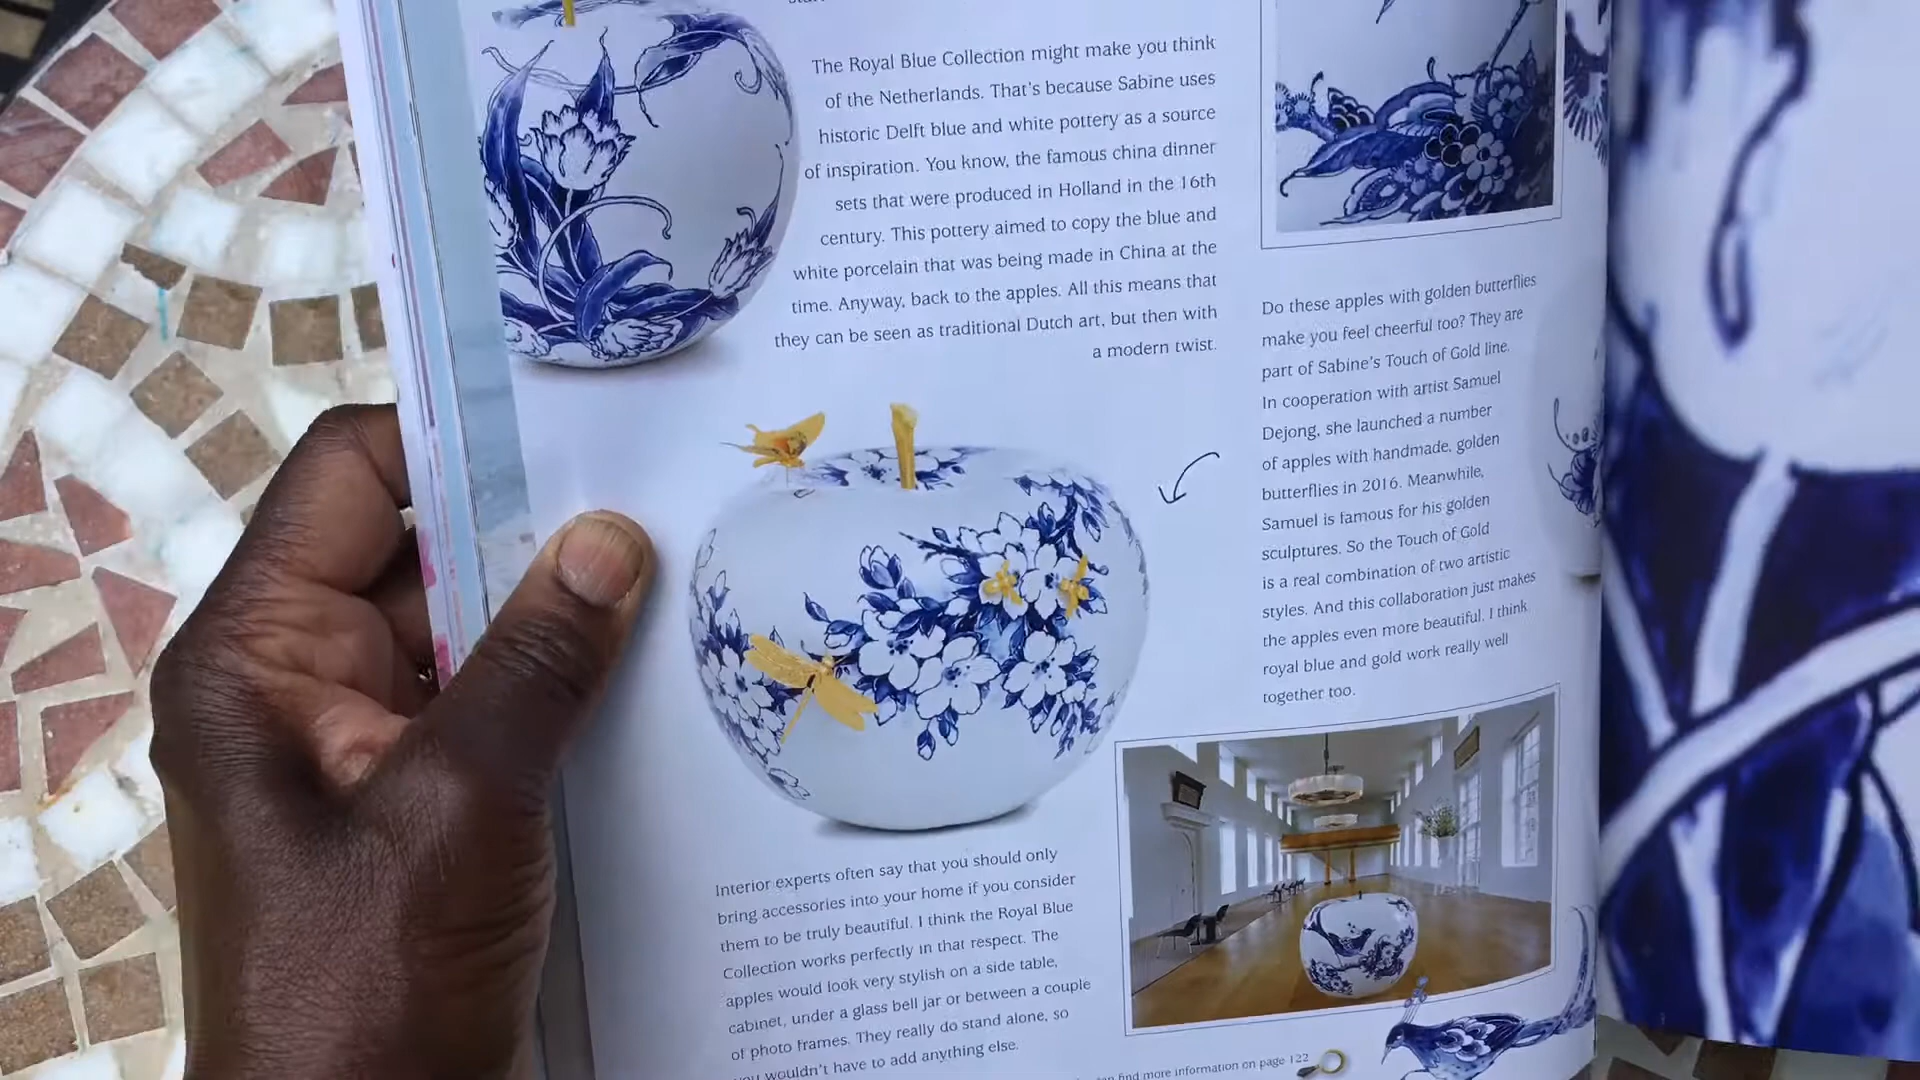 The Royal Blue Collection might make you think
of the Netherlands. That's because Sabine uses
historic Delft blue and white pottery as a source
of inspiration. You know, the famous china dinner
sets that were produced in Holland in the 16th
century. This pottery aimed to copy the blue and
white porcelain that was being made in China at the
time. Anyway, back to the apples. All this means that
they can be seen as traditional Dutch art, but then with
a modern twist.
Do these apples with golden butterflies
make you feel cheerful too? They are
part of Sabine's Touch of Gold line.
In cooperation with artist Samuel
Dejong, she launched a number
of apples with handmade, golden
butterflies in 2016. Meanwhile,
Samuel is famous for his golden
sculptures. So the Touch of Gold
is a real combination of two artistic
styles. And this collaboration just makes
the apples even more beautiful. I think
royal blue and gold work really well
together too.
Interior experts often say that you should only
bring accessories into your home if you consider
them to be truly beautiful. I think the Royal Blue
Collection works perfectly in that respect. The
apples would look very stylish on a side table,
cabinet, under a glass bell jar or between a couple
of photo frames. They really do stand alone, so
you wouldn't have to add anything else.
find more information on page 122